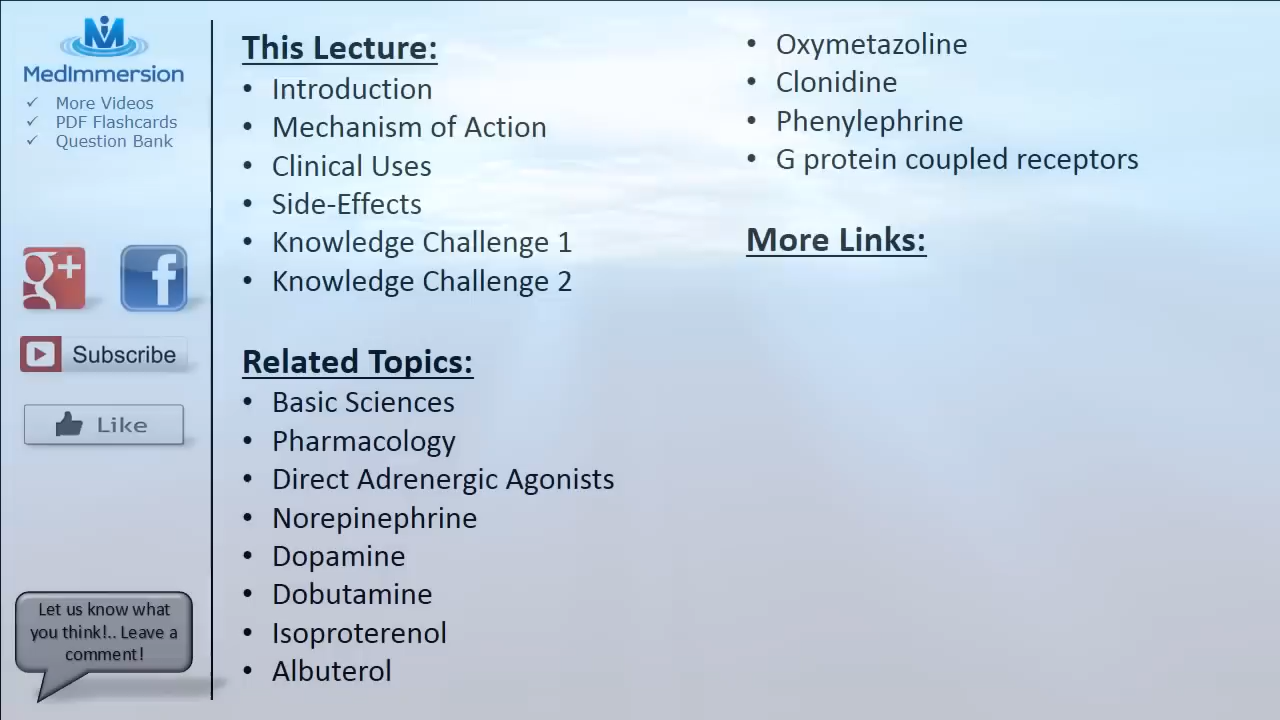 MedImmersion
✓ More Videos
✓ PDF Flashcards
✓ Question Bank
g+
f
Subscribe
Like
Let us know what
you think!.. Leave a
comment!
This Lecture:
• Introduction
• Mechanism of Action
• Clinical Uses
• Side-Effects
• Knowledge Challenge 1
• Knowledge Challenge 2
Related Topics:
• Basic Sciences
• Pharmacology
• Direct Adrenergic Agonists
• Norepinephrine
• Dopamine
• Dobutamine
• Isoproterenol
• Albuterol
• Oxymetazoline
• Clonidine
• Phenylephrine
• G protein coupled receptors
More Links: